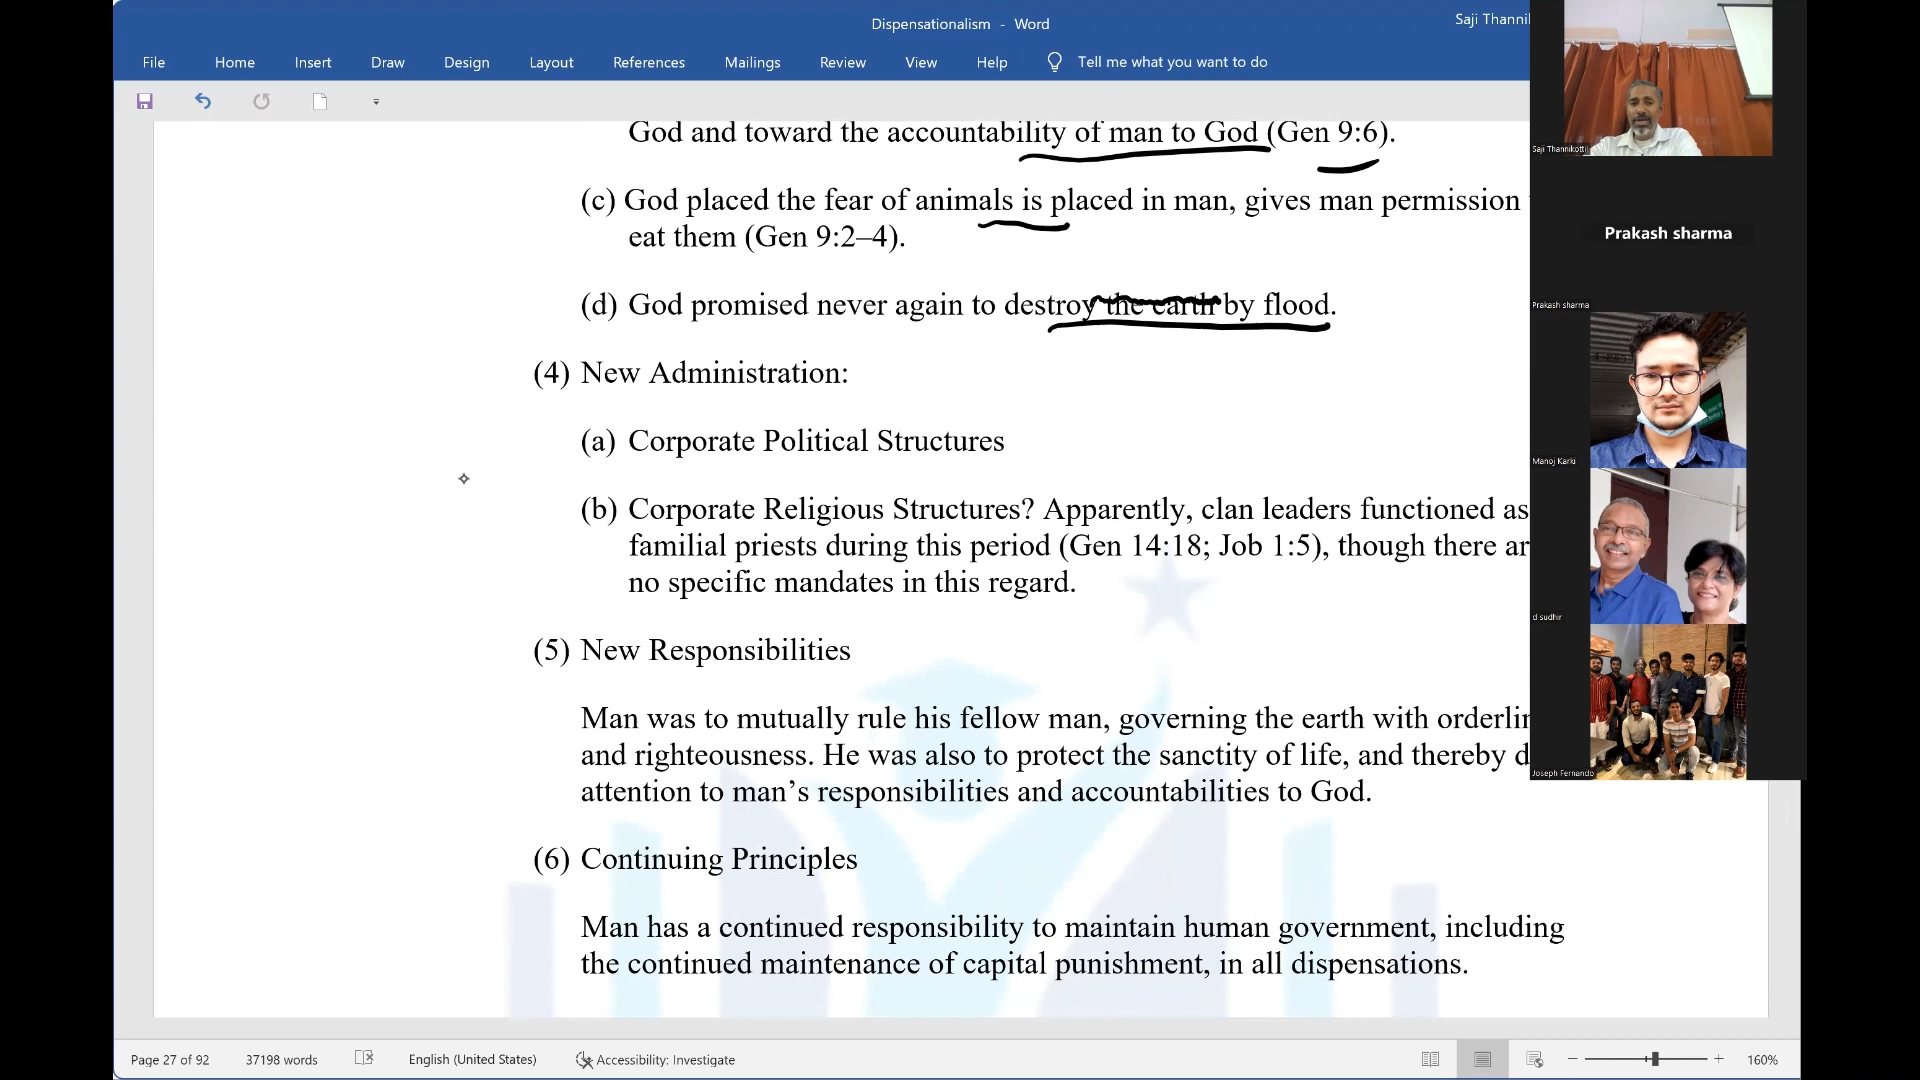 Dispensationalism - Word
Saji Thannil
File Home Insert Draw Design Layout References Mailings Review View Help Tell me what you want to do
God and toward the accountability of man to God (Gen 9:6).
(c) God placed the fear of animals is placed in man, gives man permission
eat them (Gen 9:2–4).
(d) God promised never again to destroy the earth by flood.
(4) New Administration:
(a) Corporate Political Structures
(b) Corporate Religious Structures? Apparently, clan leaders functioned as
familial priests during this period (Gen 14:18; Job 1:5), though there ar
no specific mandates in this regard.
(5) New Responsibilities
Man was to mutually rule his fellow man, governing the earth with orderlin
and righteousness. He was also to protect the sanctity of life, and thereby d
attention to man’s responsibilities and accountabilities to God.
(6) Continuing Principles
Man has a continued responsibility to maintain human government, including
the continued maintenance of capital punishment, in all dispensations.
Saji Thannikottil
Prakash sharma
Prakash sharma
Manoj Karki
d sudhir
Joseph Fernando
Page 27 of 92 37198 words English (United States) Accessibility: Investigate 160%